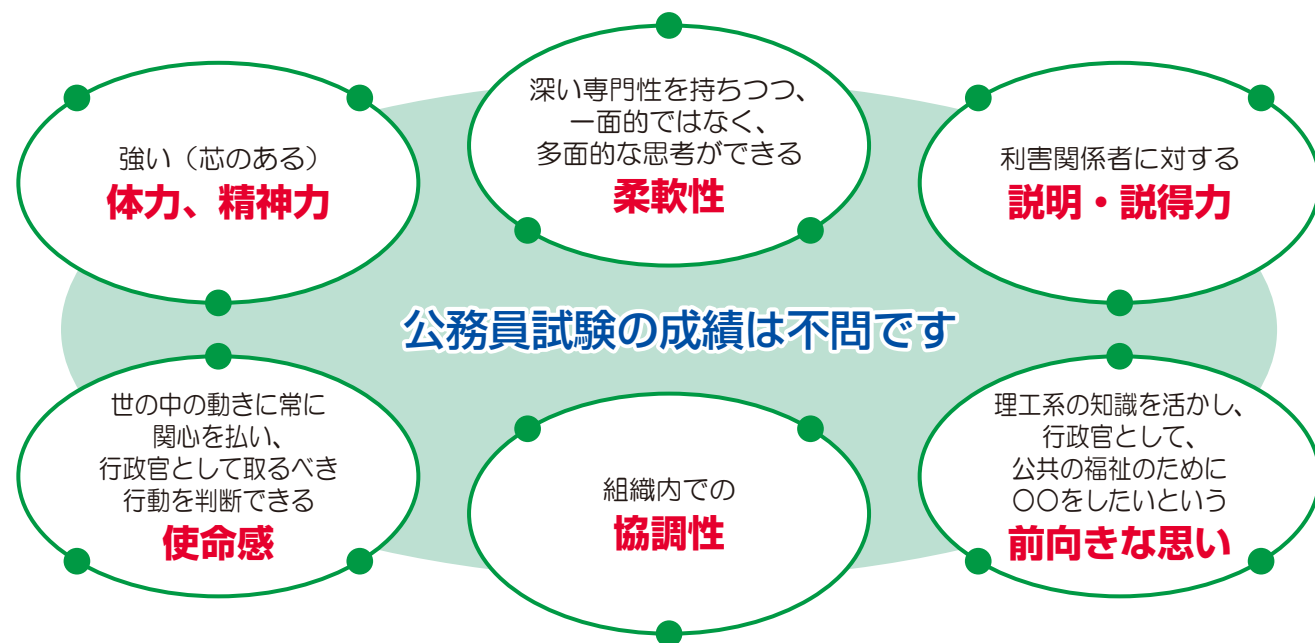 強い（芯のある）
体力、精神力
深い専門性を持ちつつ、
一面的ではなく、
多面的な思考ができる
柔軟性
利害関係者に対する
説明・説得力
公務員試験の成績は不問です
世の中の動きに常に
関心を払い、
行政官として取るべき
行動を判断できる
使命感
組織内での
協調性
理工系の知識を活かし、
行政官として、
公共の福祉のために
〇〇をしたいという
前向きな思い